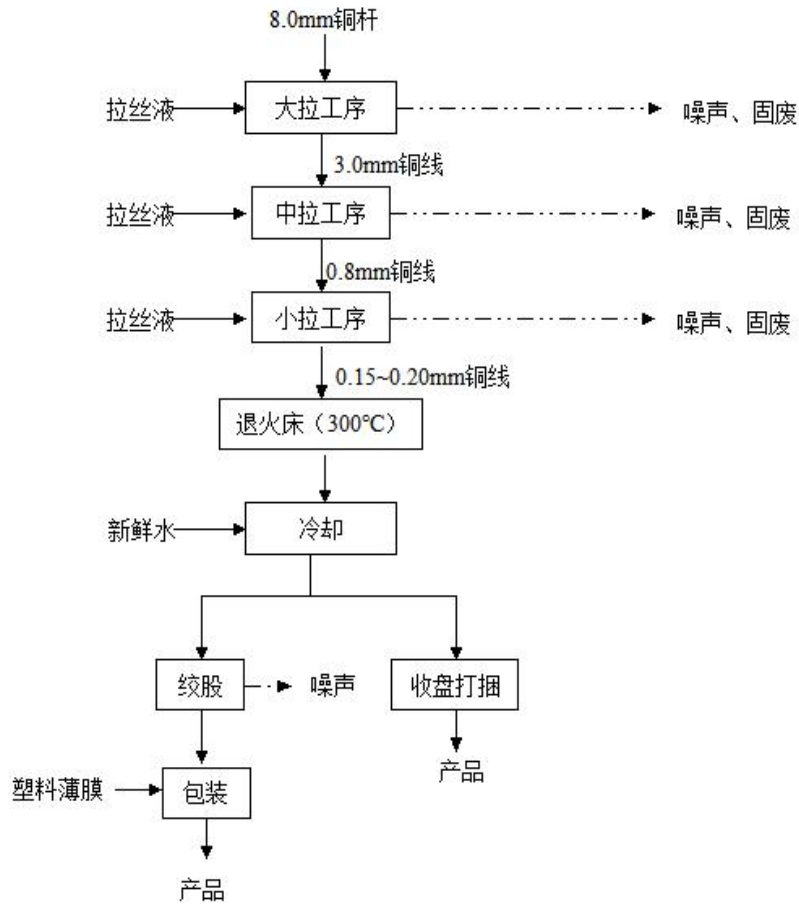 8.0mm铜杆
拉丝液
大拉工序
噪声、固废
3.0mm铜线
拉丝液
中拉工序
噪声、固废
0.8mm铜线
拉丝液
小拉工序
噪声、固废
0.15~0.20mm铜线
退火床（300℃）
新鲜水
冷却
绞股
噪声
收盘打捆
产品
塑料薄膜
包装
产品